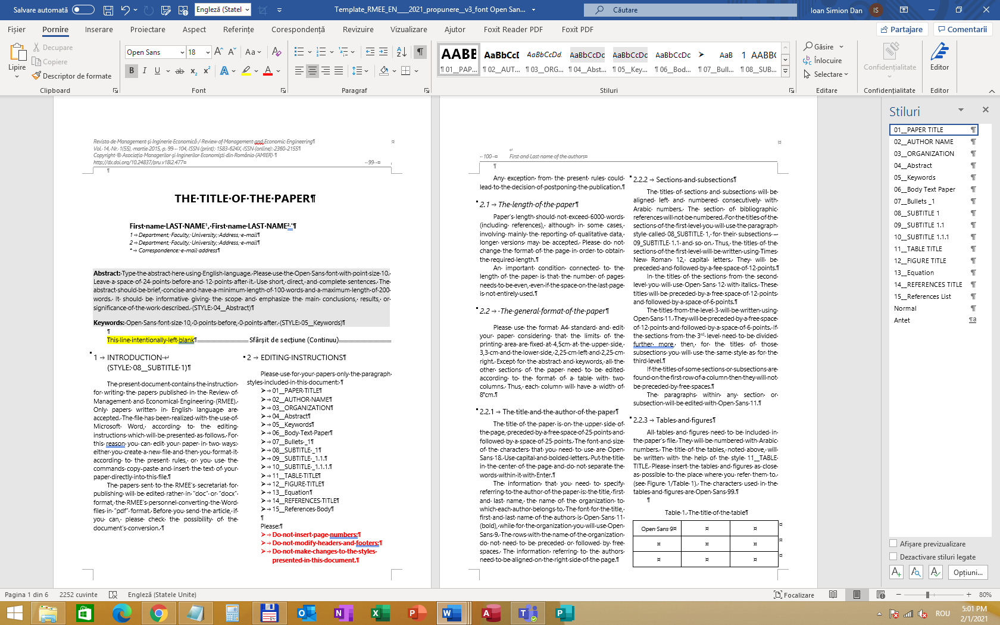 Salvare automată
Engleză (Statel
Template_RMEE_EN____2021_propunere__v3_font Open San...
Căutare
Ioan Simion Dan
IS
Fișier
Pornire
Inserare
Proiectare
Aspect
Referințe
Corespondență
Revizuire
Vizualizare
Ajutor
Foxit Reader PDF
Foxit PDF
Partajare
Comentarii
Lipire
Decupare
Copiere
Descriptor de formate
Clipboard
Open Sans
18
Font
Paragraf
AABB
¶ 01__PAP...
AaBbCcI
¶ 02__AUT...
AaBbCcDd.
¶ 03__ORG...
AaBbCcDc
¶ 04__Abst...
AaBbCcDc
¶ 05__Key...
AaBbCcDc
¶ 06__Bod...
AaB
¶ 07__Bull...
1 AABB(
¶ 08__SUB...
Stiluri
Găsire
Înlocuire
Selectare
Editare
Confidențialitate
Confidențialitate
Editor
Editor
Revista de Management și Inginerie Economică / Review of Management and Economic Engineering¶
Vol. 14, Nr. 1(55), martie 2015, p. 99 – 104, ISSN (print): 1583-624X, ISSN (online): 2360-2155¶
Copyright © Asociația Managerilor și Inginerilor Economiști din România (AMIER) ¶
http://dx.doi.org/10.24837/pru.v18i2.477¤
- 99 - ¤
THE TITLE OF THE PAPER¶
First name LAST NAME¹, First name LAST NAME²,*¶
1 → Department, Faculty, University, Address, e-mail¶
2 → Department, Faculty, University, Address, e-mail¶
* → Correspondence: e-mail address¶
Abstract: Type the abstract here using English language. Please use the Open Sans font with point size 10.
Leave a space of 24 points before and 12 points after it. Use short, direct, and complete sentences. The
abstract should be brief, concise and have a minimum length of 100 words and a maximum length of 200
words. It should be informative giving the scope and emphasize the main conclusions, results, or
significance of the work described. (STYLE: 04__Abstract)¶
Keywords: Open Sans font size 10, 0 points before, 0 points after. (STYLE: 05__Keywords)¶
¶
This line intentionally left blank¶ Sfârșit de secțiune (Continuu)
1 → INTRODUCTION ↵
(STYLE: 08__SUBTITLE 1)¶
The present document contains the instruction
for writing the papers published in the Review of
Management and Economical Engineering (RMEE).
Only papers written in English language are
accepted. The file has been realized with the use of
Microsoft Word, according to the editing
instructions which will be presented as follows. For
this reason you can edit your paper in two ways:
either you create a new file and then you format it
according to the present rules, or you use the
commands copy-paste and insert the text of your
paper directly into this file.¶
The papers sent to the RMEE's secretariat for
publishing will be edited rather in "doc" or "docx"
format, the RMEE's personnel converting the Word
files in "pdf" format. Before you send the article, if
you can, please check the possibility of the
document's conversion. ¶
2 → EDITING INSTRUCTIONS¶
Please use for your papers only the paragraph
styles included in this document: ¶
➢ → 01__PAPER TITLE¶
➢ → 02__AUTHOR NAME¶
➢ → 03__ORGANIZATION¶
➢ → 04__Abstract¶
➢ → 05__Keywords¶
➢ → 06__Body Text Paper¶
➢ → 07__Bullets _1¶
➢ → 08__SUBTITLE _1¶
➢ → 09__SUBTITLE _1.1.¶
➢ → 10__SUBTITLE _1.1.1¶
➢ → 11__TABLE TITLE¶
➢ → 12__FIGURE TITLE¶
➢ → 13__Equation¶
➢ → 14__REFERENCES TITLE¶
➢ → 15__References Body¶
¶
Please:¶
➢ → Do not insert page numbers;¶
➢ → Do not modify headers and footers;¶
➢ → Do not make changes to the styles
presented in this document.¶
- 100 - ¤ First and Last name of the authors¤
¶
Any exception from the present rules could
lead to the decision of postponing the publication.¶
2.1 → The length of the paper¶
Paper's length should not exceed 6000 words
(including references), although in some cases,
involving mainly the reporting of qualitative data,
longer versions may be accepted. Please do not
change the format of the page in order to obtain
the required length.¶
An important condition connected to the
length of the paper is that the number of pages
needs to be even, even if the space on the last page
is not entirely used.¶
2.2 → The general format of the paper¶
Please use the format A4 standard and edit
your paper considering that the limits of the
printing area are fixed at 4,5cm at the upper side,
3,3 cm and the lower side, 2,25 cm left and 2,25 cm
right. Except for the abstract and keywords, all the
other sections of the paper need to be edited
according to the format of a table with two
columns. Thus, each column will have a width of
8°cm.¶
2.2.1 → The title and the author of the paper¶
The title of the paper is on the upper side of
the page, preceded by a free space of 25 points and
followed by a space of 25 points. The font and size
of the characters that you need to use are Open
Sans 18. Use capital and bolded letters. Put the title
in the center of the page and do not separate the
words within it with Enter.¶
The information that you need to specify
referring to the author of the paper is: the title, first
and last name, the name of the organization to
which each author belongs to. The font for the title,
first and last name of the authors is Open Sans 11
(bold), while for the organization you will use Open
Sans 9. The rows with the name of the organization
do not need to be preceded or followed by free
spaces. The information referring to the authors
need to be aligned on the right side of the page.¶
2.2.2 → Sections and subsections¶
The titles of sections and subsections will be
aligned left and numbered consecutively with
Arabic numbers. The section of bibliographic
references will not be numbered. For the titles of the
sections of the first level you will use the paragraph
style called 08_SUBTITLE 1, for their subsections –
09_SUBTITLE 1.1 and so on. Thus, the titles of the
sections of the first level will be written using Times
New Roman 12, capital letters. They will be
preceded and followed by a fee space of 12 points.¶
In the titles of the sections from the second
level you will use Open Sans 12 with italics. These
titles will be preceded by a free space of 12 points
and followed by a space of 6 points.¶
The titles from the level 3 will be written using
Open Sans 11. They will be preceded by a free space
of 12 points and followed by a space of 6 points. If
the sections from the 3rd level need to be divided
further more, then, for the titles of those
subsections you will use the same style as for the
third level.¶
If the titles of some sections or subsections are
found on the first row of a column then they will not
be preceded by free spaces.¶
The paragraphs within any section or
subsection will be edited with Open Sans 11.¶
2.2.3 → Tables and figures¶
All tables and figures need to be included in
the paper's file. They will be numbered with Arabic
numbers. The title of the tables, noted above, will
be written with the help of the style 11__TABLE
TITLE. Please insert the tables and figures as close
as possible to the place where you refer them to.
(see Figure 1/Table 1). The characters used in the
tables and figures are Open Sans 99.¶
¶
Table 1. The title of the table¶
Open Sans 9¤
Stiluri
01__PAPER TITLE
02__AUTHOR NAME
03__ORGANIZATION
04__Abstract
05__Keywords
06__Body Text Paper
07__Bullets _1
08__SUBTITLE 1
09__SUBTITLE 1.1
10__SUBTITLE 1.1.1
11__TABLE TITLE
12__FIGURE TITLE
13__Equation
14__REFERENCES TITLE
15__References List
Normal
Antet
Afișare previzualizare
Dezactivare stiluri legate
Opțiuni...
Pagina 1 din 6
2252 cuvinte
Engleză (Statele Unite)
Focalizare
80%
ROU
5:01 PM
2/1/2021